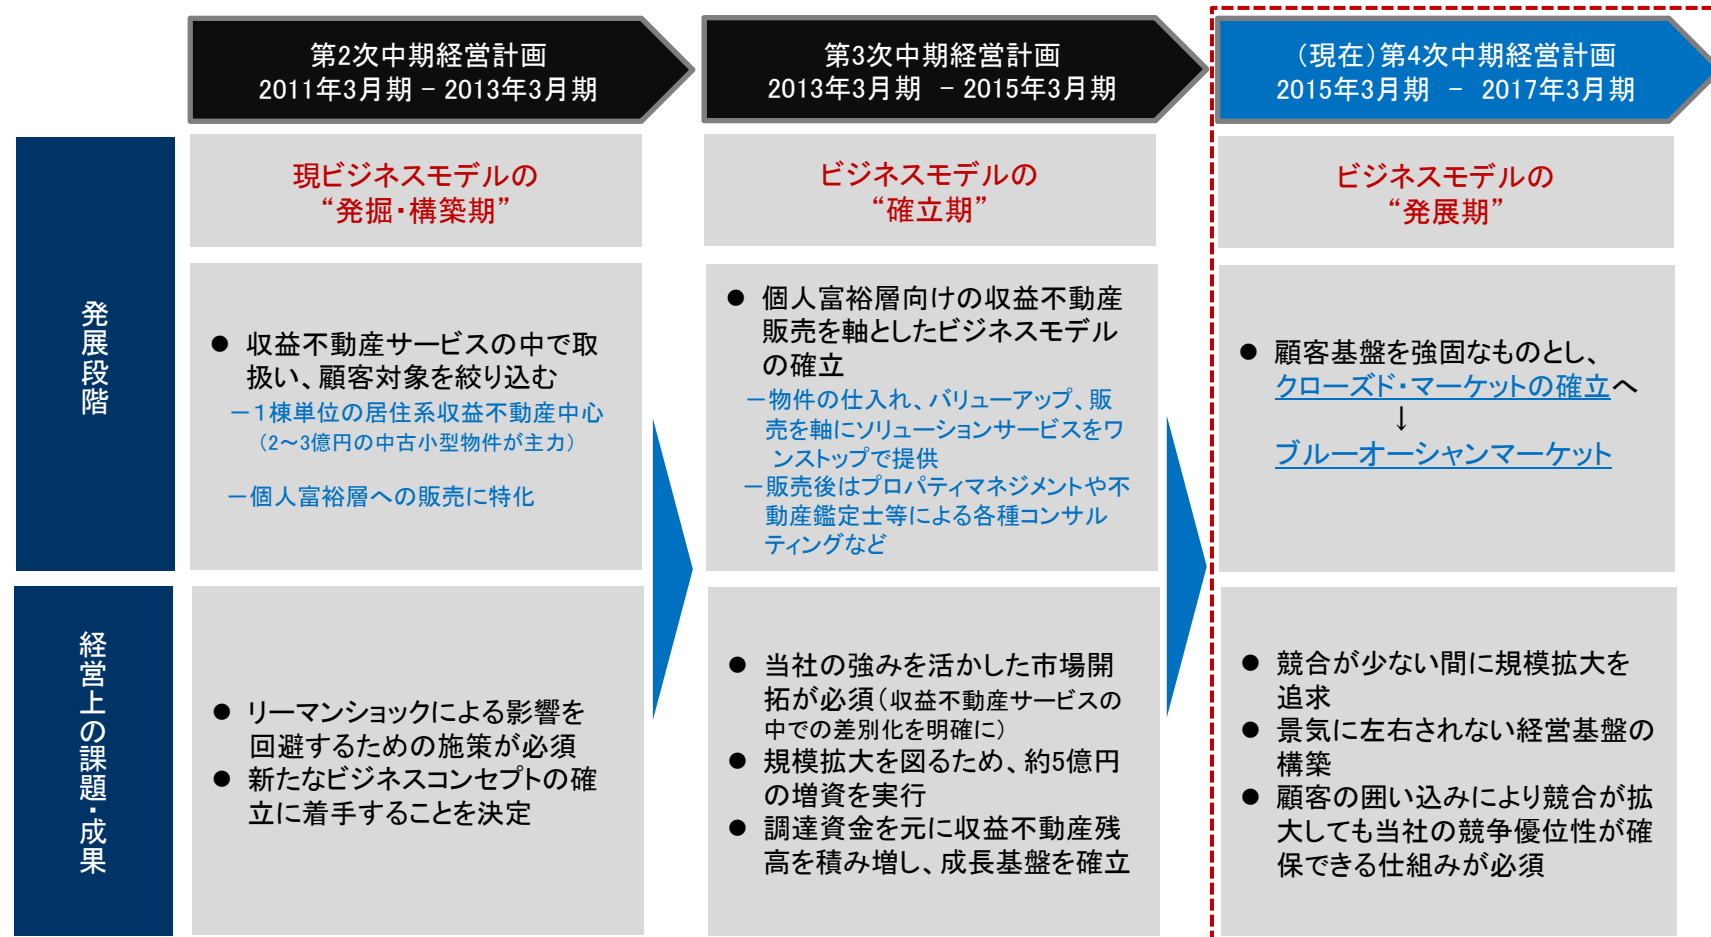 第2次中期経営計画
2011年3月期 – 2013年3月期
第3次中期経営計画
2013年3月期 – 2015年3月期
(現在)第4次中期経営計画
2015年3月期 – 2017年3月期
発展段階
現ビジネスモデルの
“発掘・構築期”
ビジネスモデルの
“確立期”
ビジネスモデルの
“発展期”
● 収益不動産サービスの中で取
扱い、顧客対象を絞り込む
－1棟単位の居住系収益不動産中心
(2～3億円の中古小型物件が主力)
－個人富裕層への販売に特化
● 個人富裕層向けの収益不動産
販売を軸としたビジネスモデル
の確立
－物件の仕入れ、バリューアップ、販
売を軸にソリューションサービスをワ
ンストップで提供
－販売後はプロパティマネジメントや不
動産鑑定士等による各種コンサル
ティングなど
● 顧客基盤を強固なものとし、
クローズド・マーケットの確立へ
↓
ブルーオーシャンマーケット
経営上の課題・成果
● リーマンショックによる影響を
回避するための施策が必須
● 新たなビジネスコンセプトの確
立に着手することを決定
● 当社の強みを活かした市場開
拓が必須(収益不動産サービスの
中での差別化を明確に)
● 規模拡大を図るため、約5億円
の増資を実行
● 調達資金を元に収益不動産残
高を積み増し、成長基盤を確立
● 競合が少ない間に規模拡大を
追求
● 景気に左右されない経営基盤の
構築
● 顧客の囲い込みにより競合が拡
大しても当社の競争優位性が確
保できる仕組みが必須